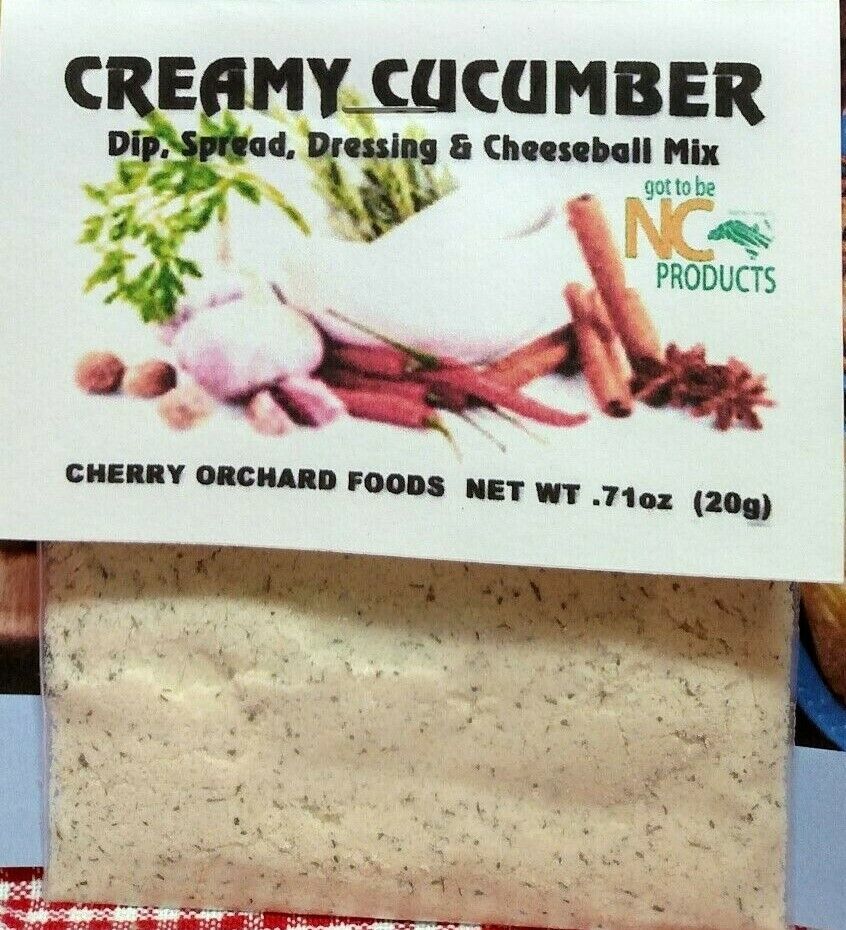 CREAMY CUCUMBER
Dip, Spread, Dressing & Cheeseball Mix
got to be
NC
PRODUCTS
CHERRY ORCHARD FOODS NET WT .71oz (20g)